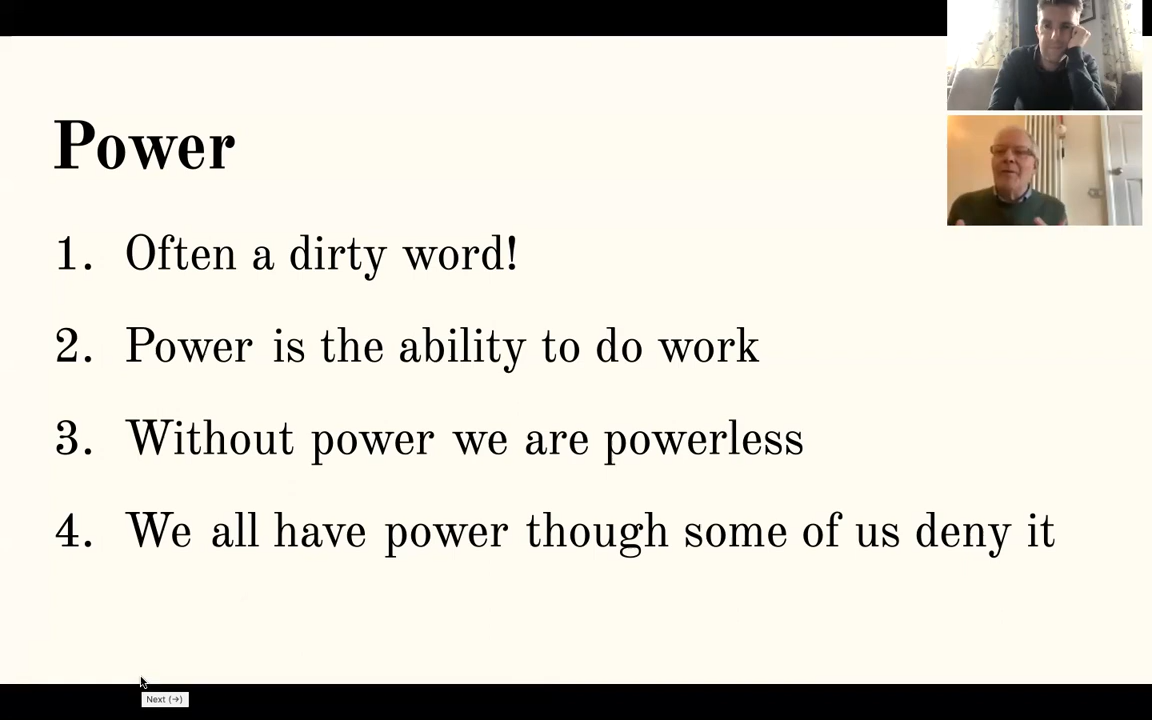 Power
1. Often a dirty word!
2. Power is the ability to do work
3. Without power we are powerless
4. We all have power though some of us deny it
Next (→)